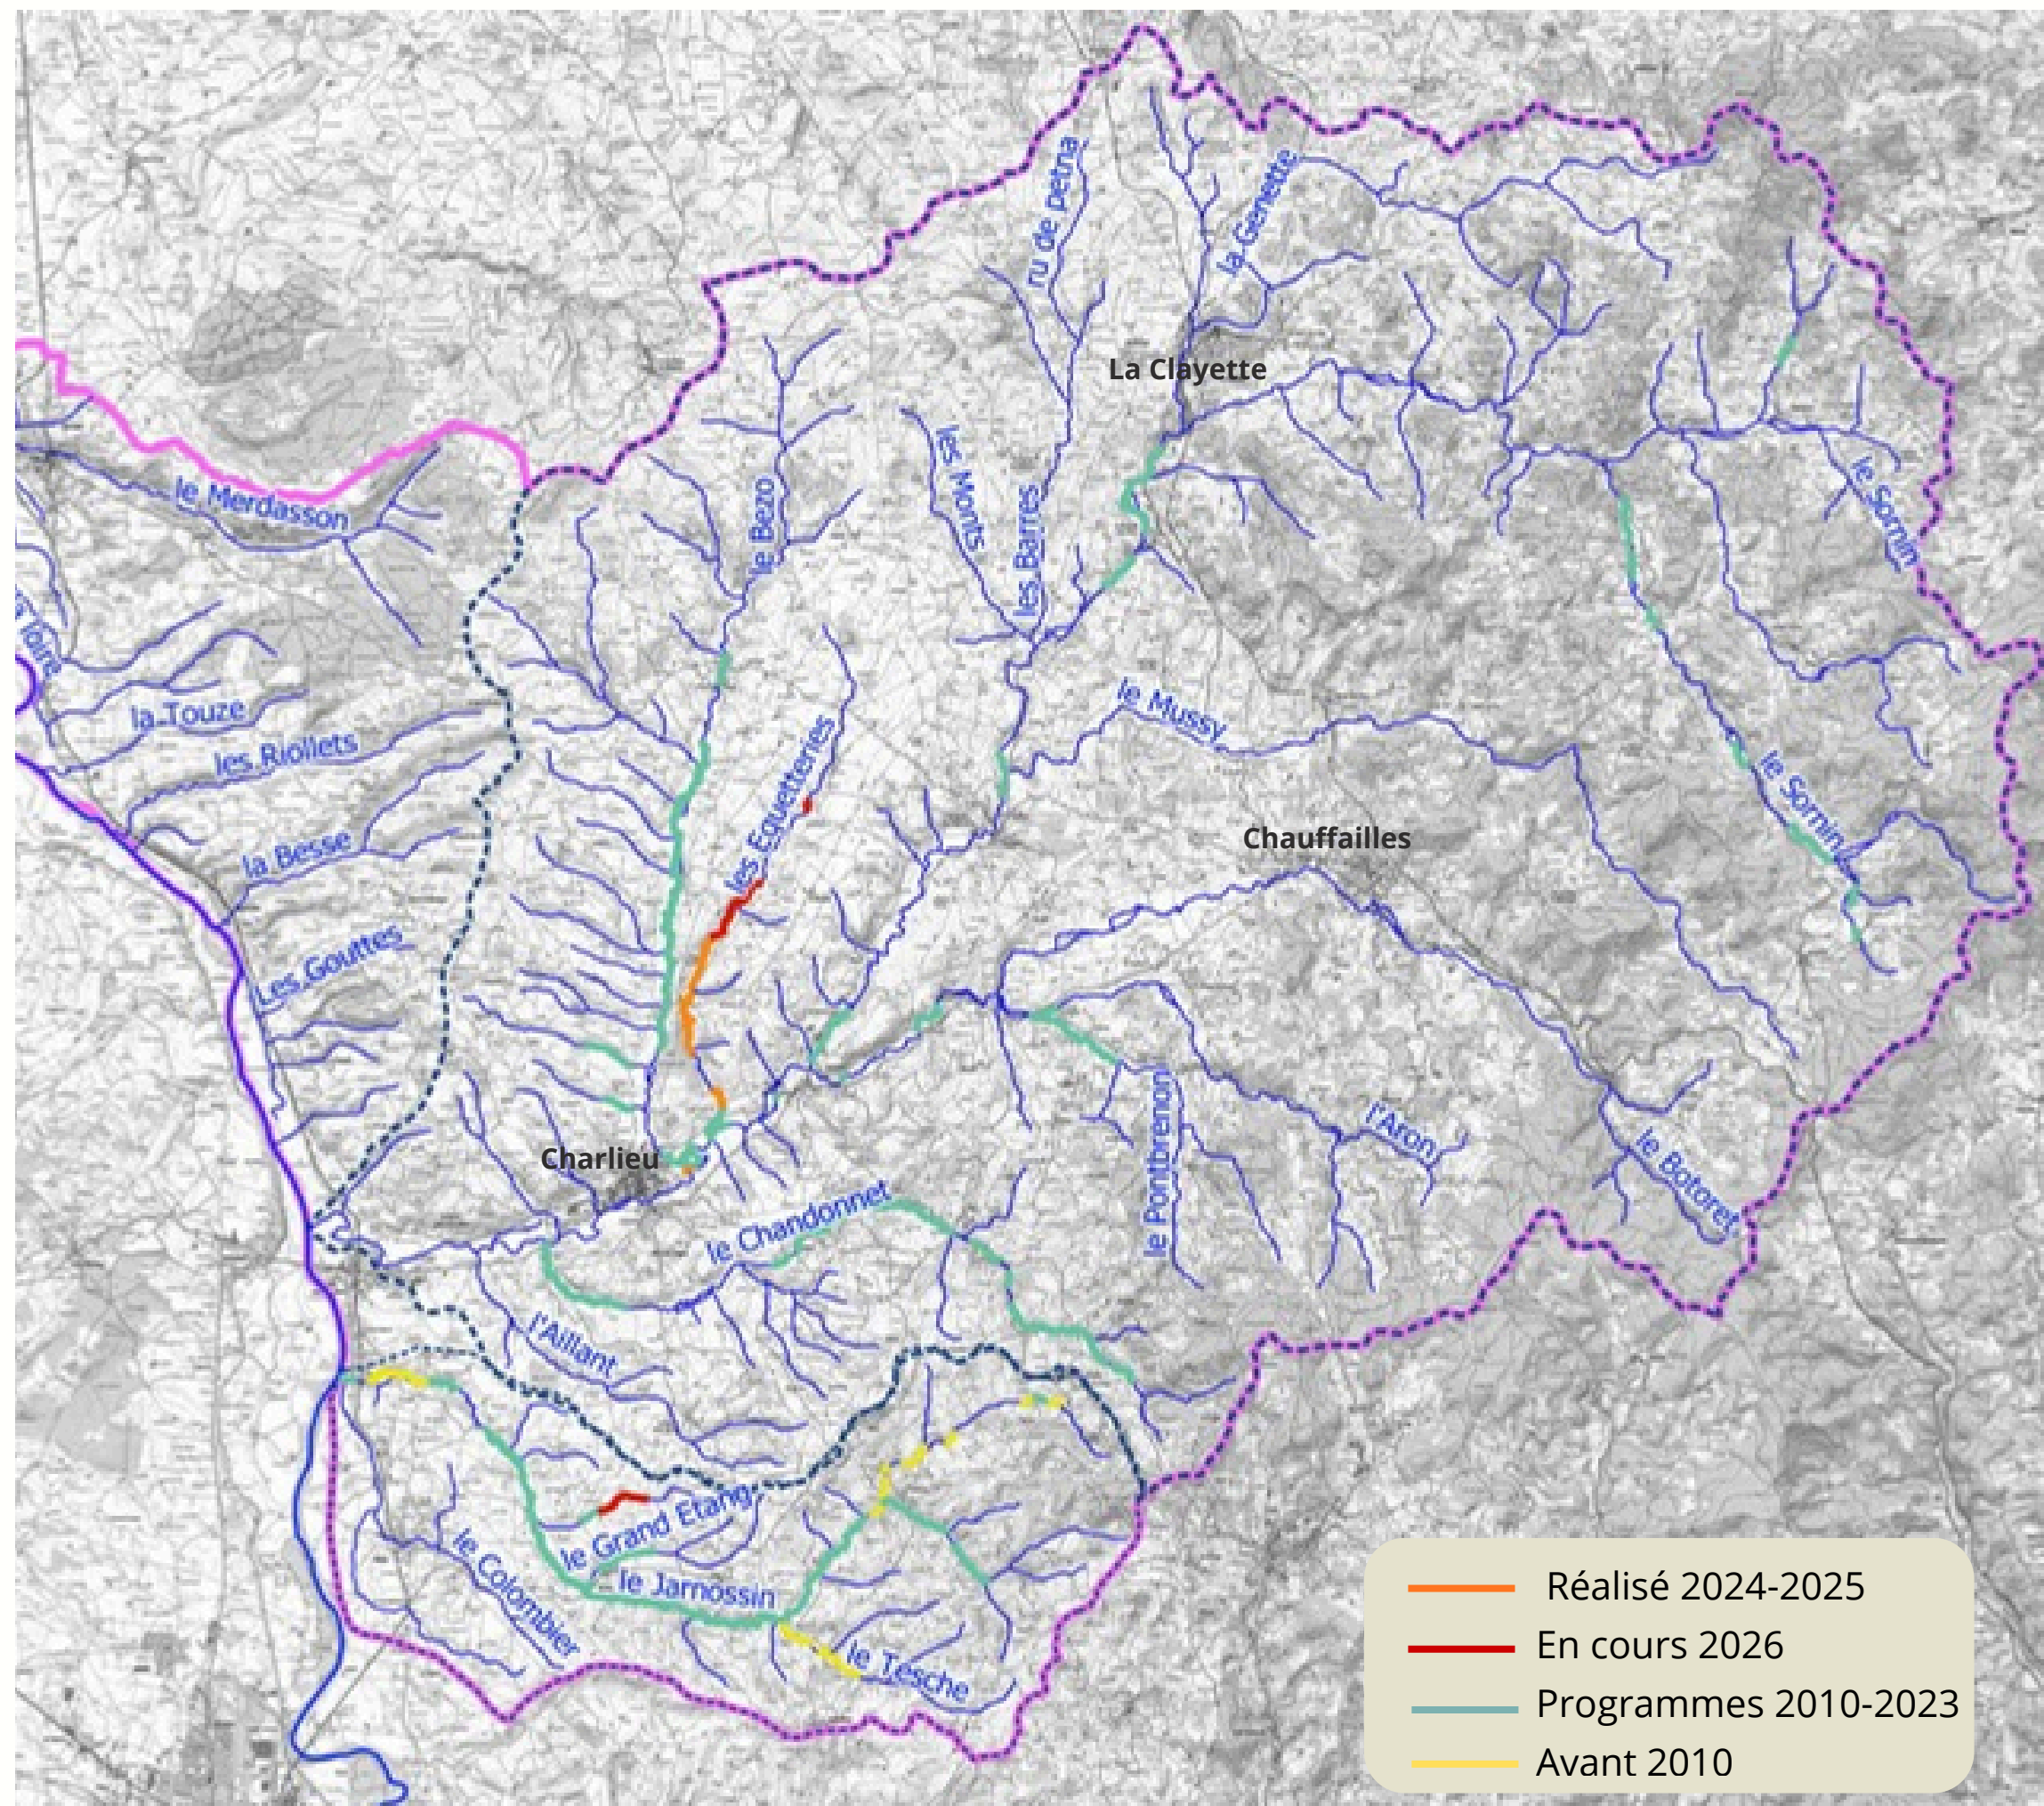 ru de petna
la Genette
La Clayette
les Monts
le Bezo
les Barres
le Merdasson
le Sornin
la Touze
les Riollets
le Mussy
les Equetteries
le Sornin
Chauffailles
la Besse
Les Gouttes
le Pontbrenon
l'Aron
le Botoret
Charlieu
le Chandonnet
l'Aillant
le Grand Etang
le Colombier
le Jarnossin
le Tesche
Réalisé 2024-2025
En cours 2026
Programmes 2010-2023
Avant 2010